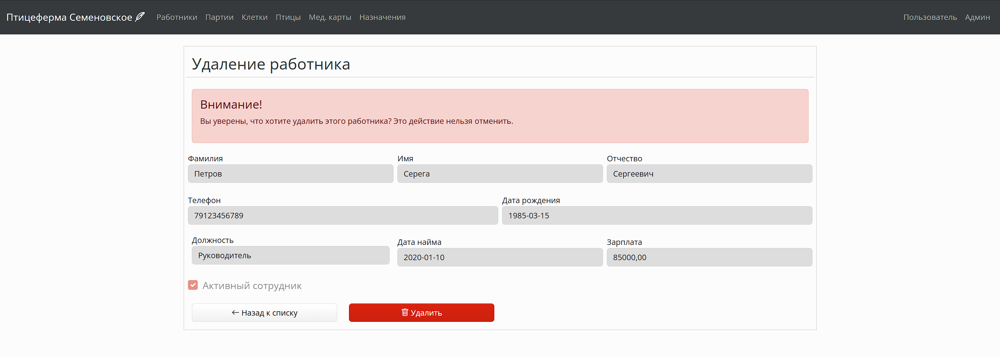 Птицеферма Семеновское Работники Партии Клетки Птицы Мед. карты Назначения Пользователь Админ
Удаление работника
Внимание!
Вы уверены, что хотите удалить этого работника? Это действие нельзя отменить.
Фамилия Имя Отчество
Петров Серега Сергеевич
Телефон Дата рождения
79123456789 1985-03-15
Должность Дата найма Зарплата
Руководитель 2020-01-10 85000,00
Активный сотрудник
← Назад к списку Удалить